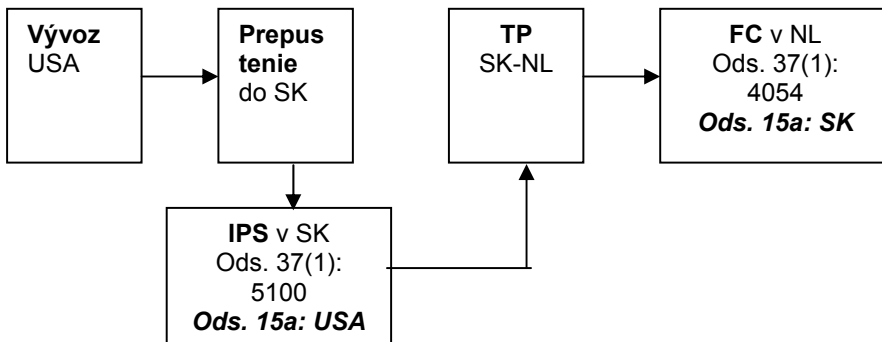 Vývoz
USA
Prepus
tenie
do SK
TP
SK-NL
FC v NL
Ods. 37(1):
4054
Ods. 15a: SK
IPS v SK
Ods. 37(1):
5100
Ods. 15a: USA